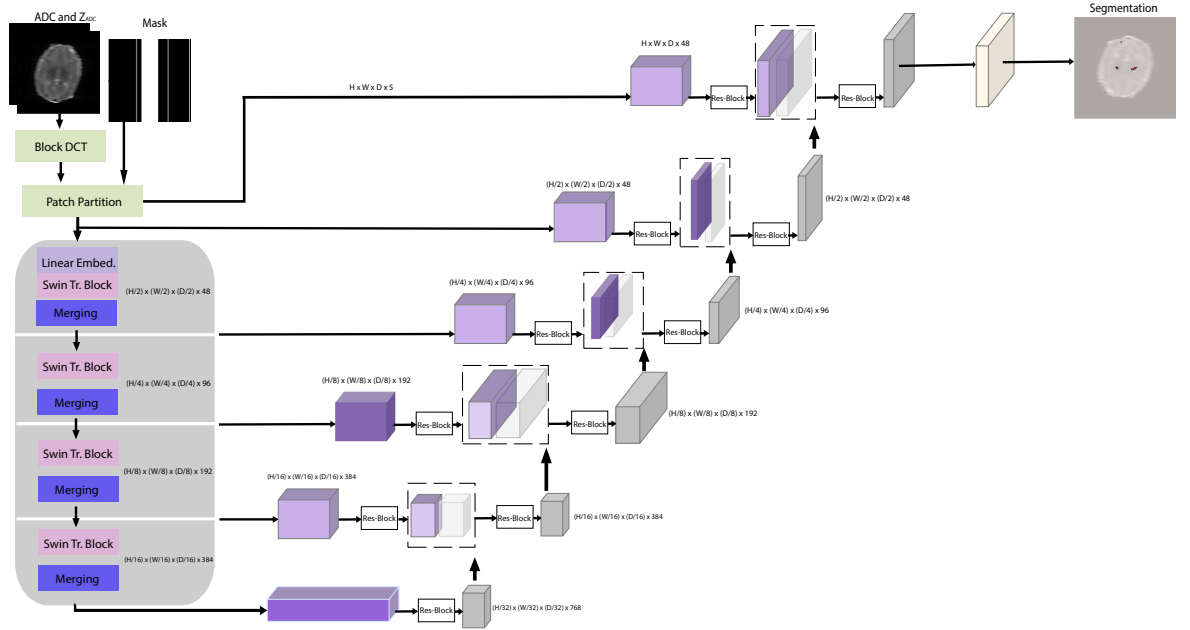 ADC and ZADC
Mask
Segmentation
Block DCT
Patch Partition
H x W x D x 5
H x W x D x 48
Res-Block
Res-Block
(H/2) x (W/2) x (D/2) x 48
Res-Block
Res-Block
(H/2) x (W/2) x (D/2) x 48
Linear Embed.
Swin Tr. Block
Merging
(H/2) x (W/2) x (D/2) x 48
(H/4) x (W/4) x (D/4) x 96
Res-Block
Res-Block
(H/4) x (W/4) x (D/4) x 96
Swin Tr. Block
Merging
(H/4) x (W/4) x (D/4) x 96
(H/8) x (W/8) x (D/8) x 192
Res-Block
Res-Block
(H/8) x (W/8) x (D/8) x 192
Swin Tr. Block
Merging
(H/8) x (W/8) x (D/8) x 192
(H/16) x (W/16) x (D/16) x 384
Res-Block
Res-Block
(H/16) x (W/16) x (D/16) x 384
Swin Tr. Block
Merging
(H/16) x (W/16) x (D/16) x 384
Res-Block
(H/32) x (W/32) x (D/32) x 768